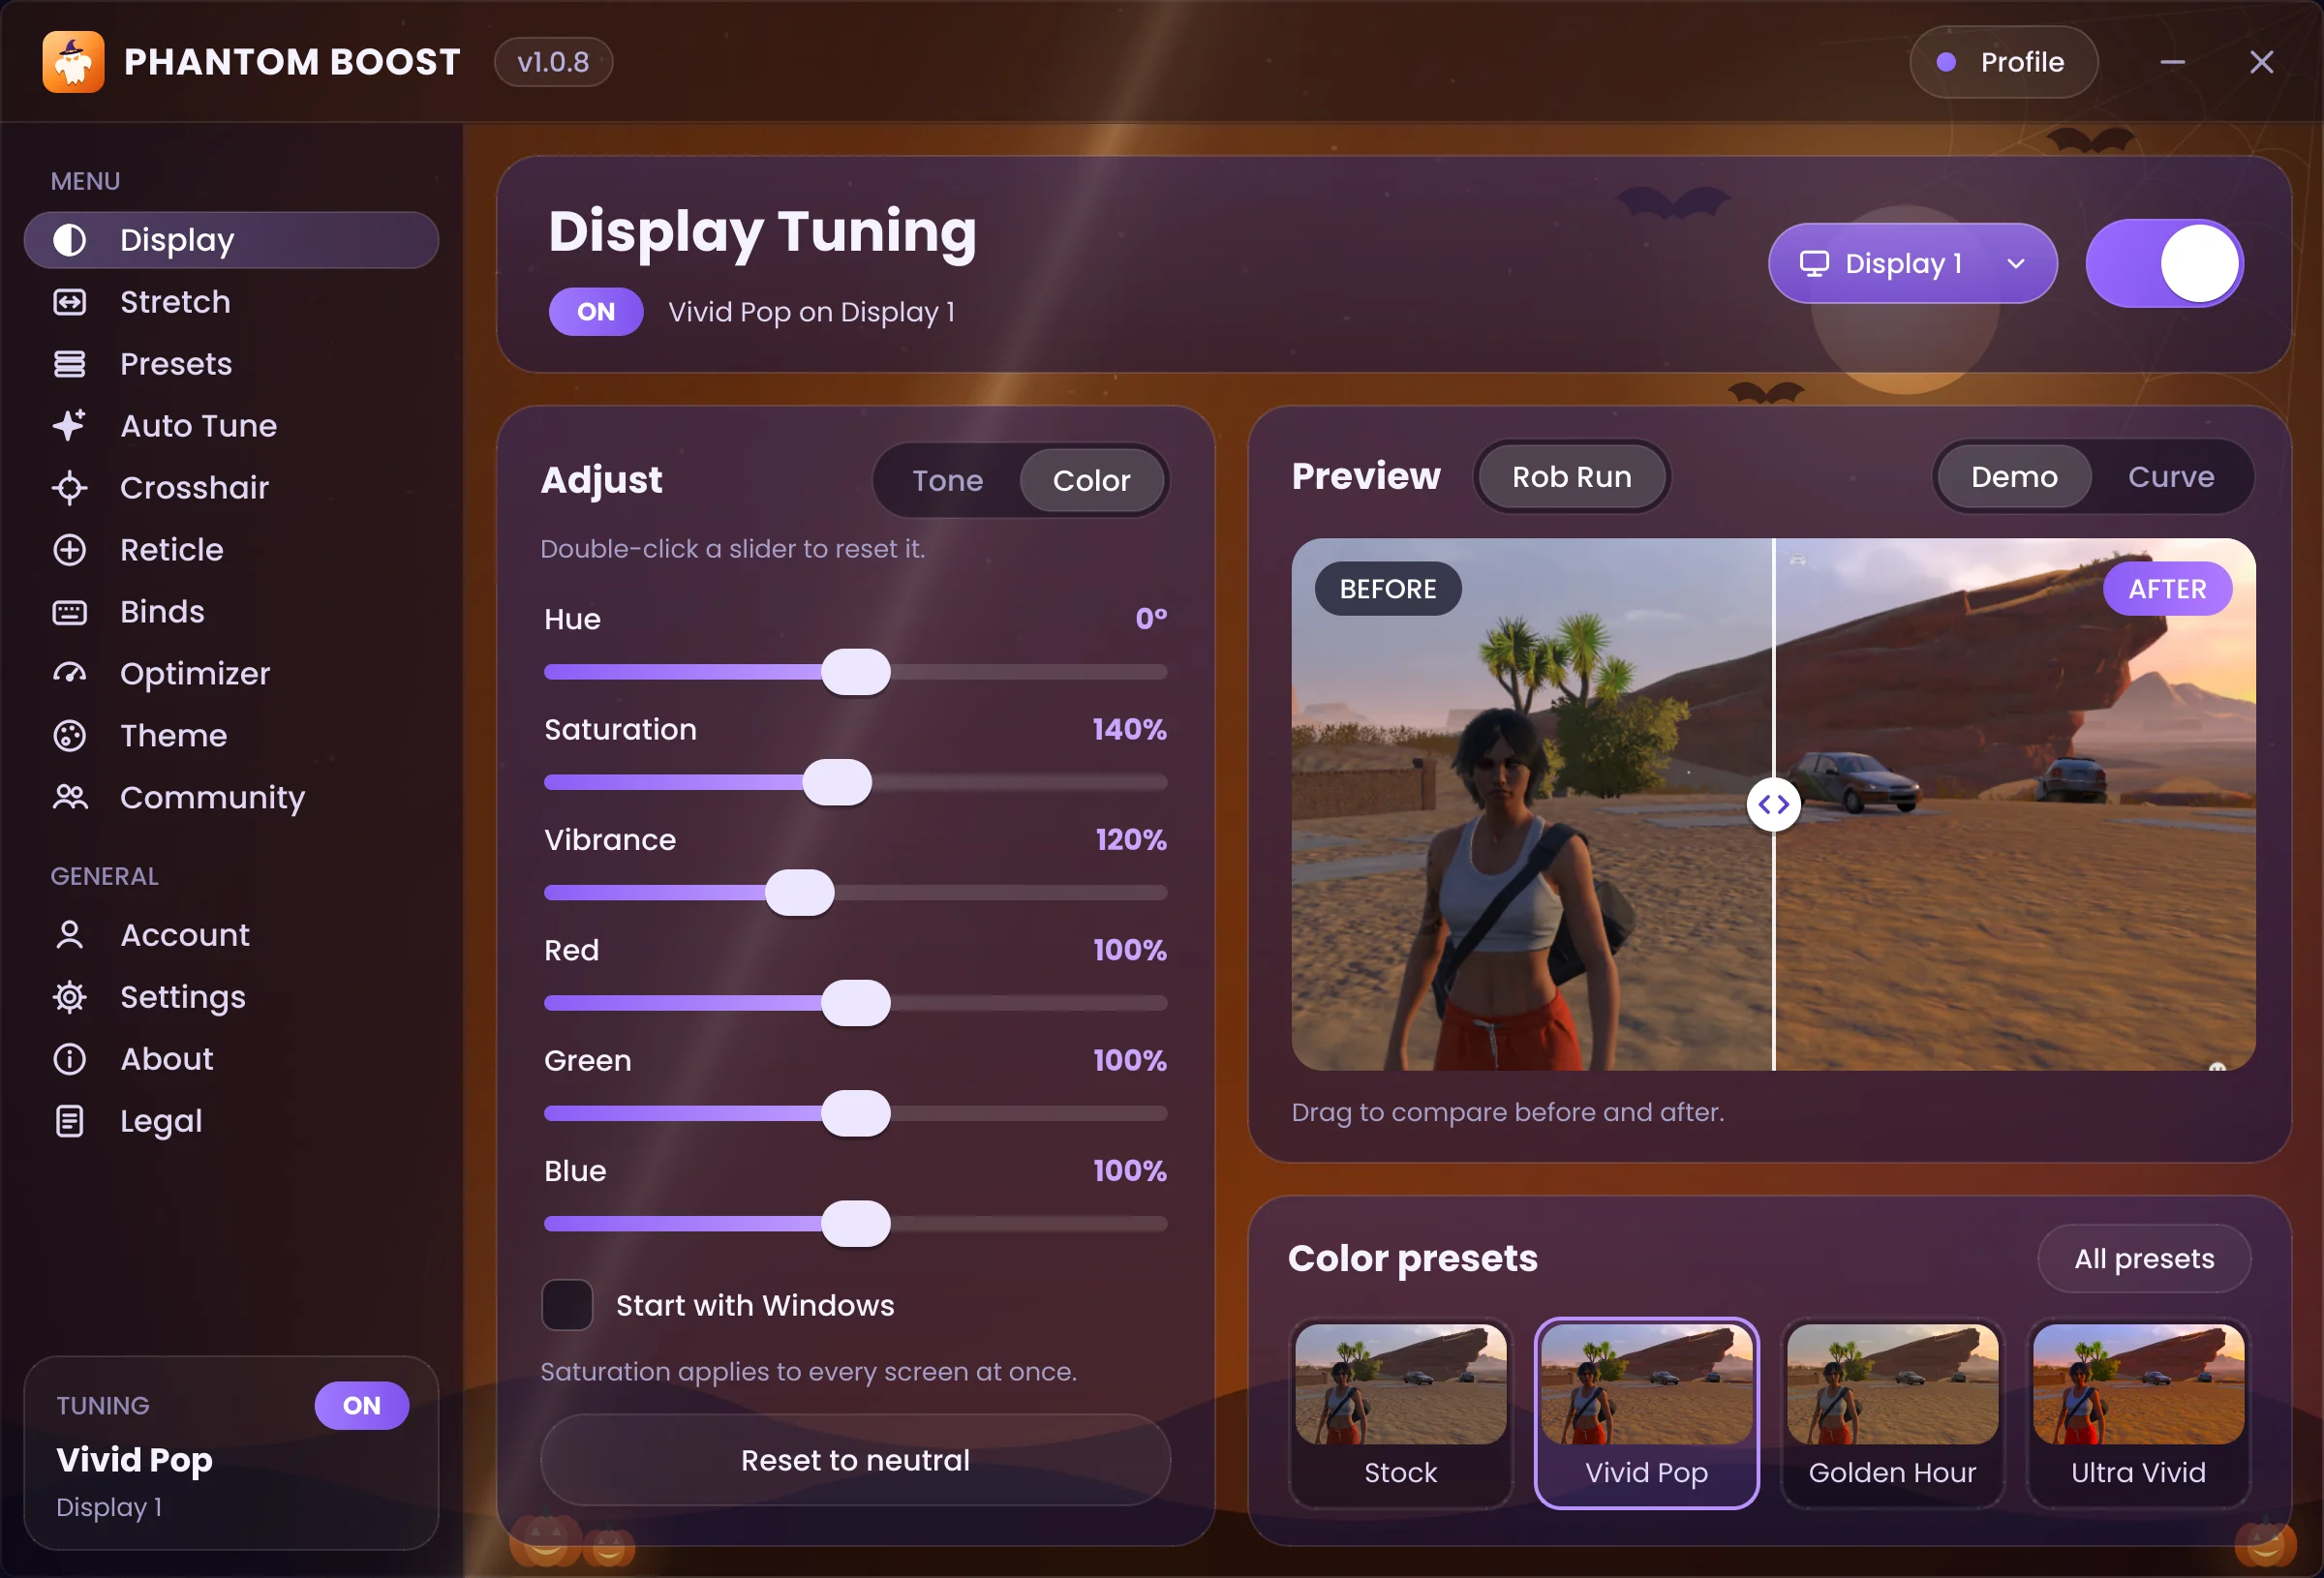 PHANTOM BOOST
v1.0.8
Profile
MENU
Display
Stretch
Presets
Auto Tune
Crosshair
Reticle
Binds
Optimizer
Theme
Community
GENERAL
Account
Settings
About
Legal
TUNING
ON
Vivid Pop
Display 1
Display Tuning
ON
Vivid Pop on Display 1
Display 1
Adjust
Tone
Color
Double-click a slider to reset it.
Hue
0°
Saturation
140%
Vibrance
120%
Red
100%
Green
100%
Blue
100%
Start with Windows
Saturation applies to every screen at once.
Reset to neutral
Preview
Rob Run
Demo
Curve
BEFORE
AFTER
Drag to compare before and after.
Color presets
All presets
Stock
Vivid Pop
Golden Hour
Ultra Vivid